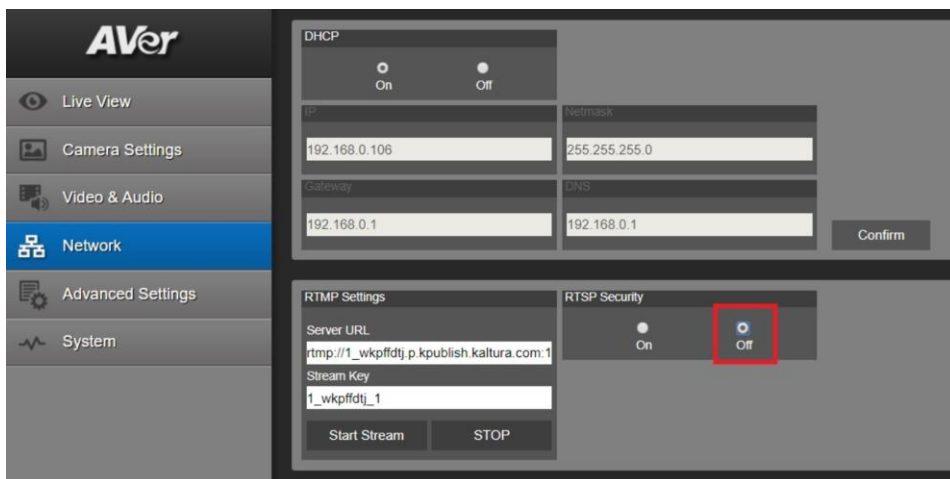 AVer
Live View
Camera Settings
Video & Audio
Network
Advanced Settings
System
DHCP
On
Off
IP
Netmask
192.168.0.106
255.255.255.0
Gateway
DNS
192.168.0.1
192.168.0.1
Confirm
RTMP Settings
RTSP Security
Server URL
On
Off
rtmp://1_wkpffdtj.p.kpublish.kaltura.com:1
Stream Key
1_wkpffdtj_1
Start Stream
STOP